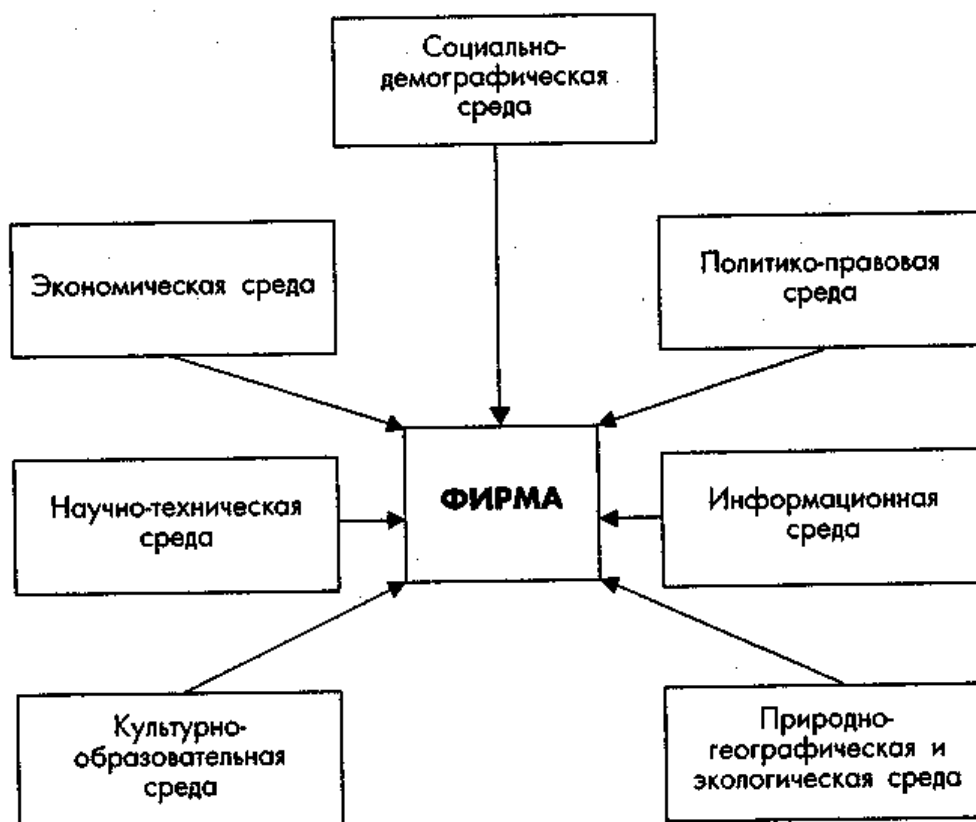 Социально-
демографическая
среда
Экономическая среда
Политико-правовая
среда
Научно-техническая
среда
ФИРМА
Информационная
среда
Культурно-
образовательная
среда
Природно-
географическая и
экологическая среда